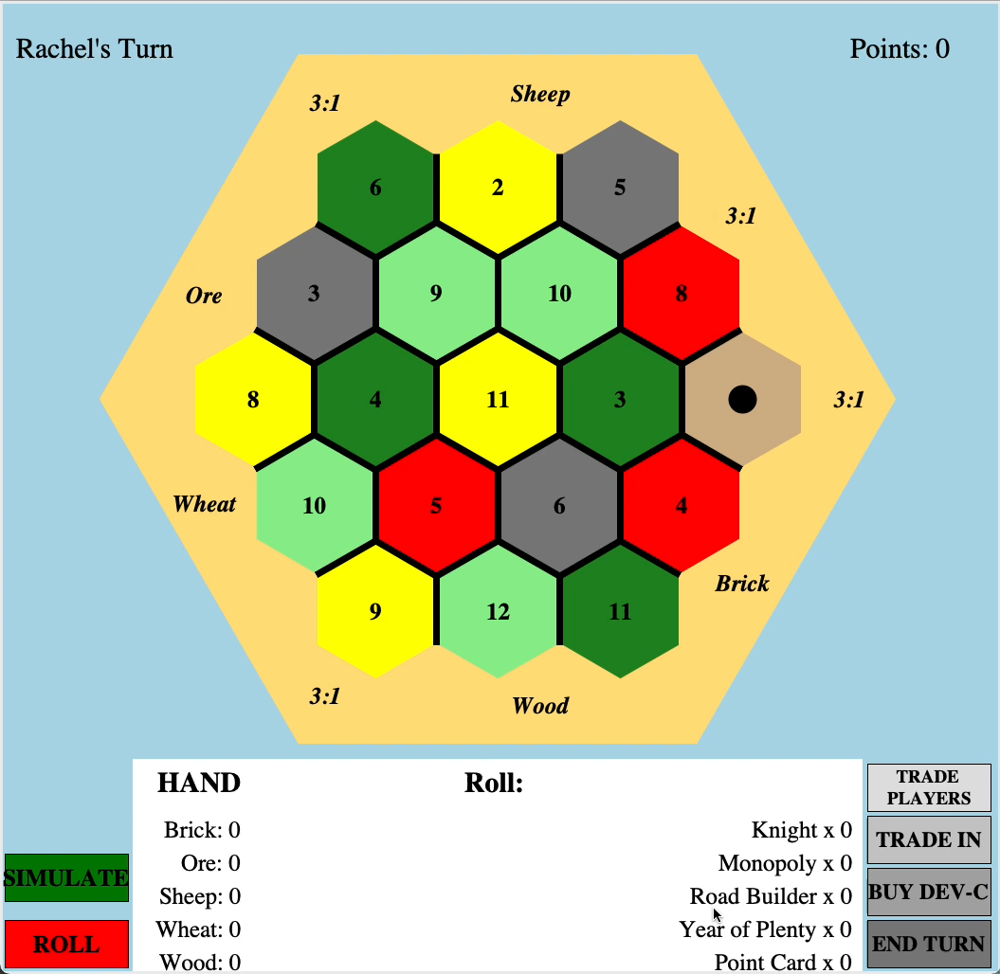 Rachel's Turn
Points: 0
3:1
Sheep
6
2
5
3:1
Ore
3
9
10
8
8
4
11
3
3:1
Wheat
10
5
6
4
Brick
9
12
11
3:1
Wood
HAND
Roll:
Brick: 0
Ore: 0
Sheep: 0
Wheat: 0
Wood: 0
Knight x 0
Monopoly x 0
Road Builder x 0
Year of Plenty x 0
Point Card x 0
SIMULATE
ROLL
TRADE
PLAYERS
TRADE IN
BUY DEV-C
END TURN